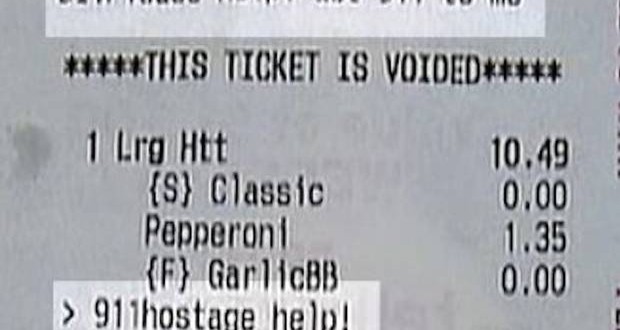 *****THIS TICKET IS VOIDED*****
1 Lrg Htt 10.49
{S} Classic 0.00
Pepperoni 1.35
{F} GarlicBB 0.00
> 911hostage help!